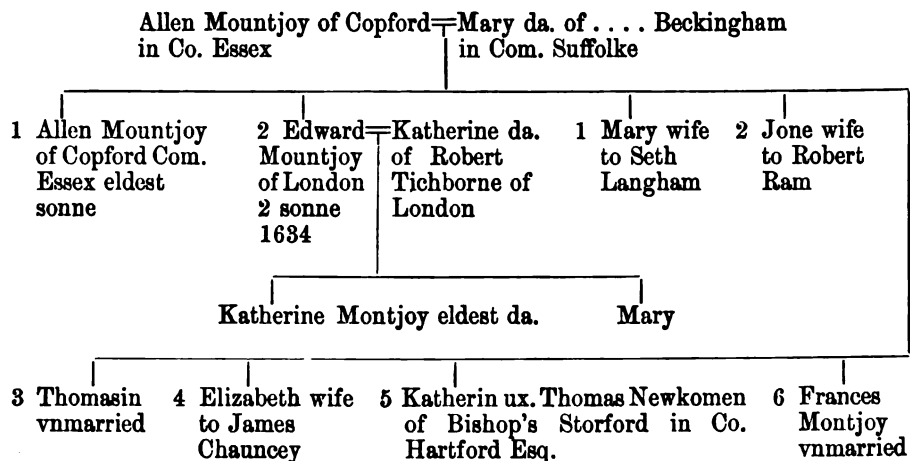 Allen Mountjoy of Copford Mary da. of .... Beckingham
in Co. Essex in Com. Suffolke
1 Allen Mountjoy
of Copford Com.
Essex eldest
sonne
2 Edward
Mountjoy
of London
2 sonne
1634
Katherine da.
of Robert
Tichborne of
London
1 Mary wife
to Seth
Langham
2 Jone wife
to Robert
Ram
Katherine Montjoy eldest da.
Mary
3 Thomasin
vnmarried
4 Elizabeth wife
to James
Chauncey
5 Katherin ux. Thomas Newkomen
of Bishop's Storford in Co.
Hartford Esq.
6 Frances
Montjoy
vnmarried